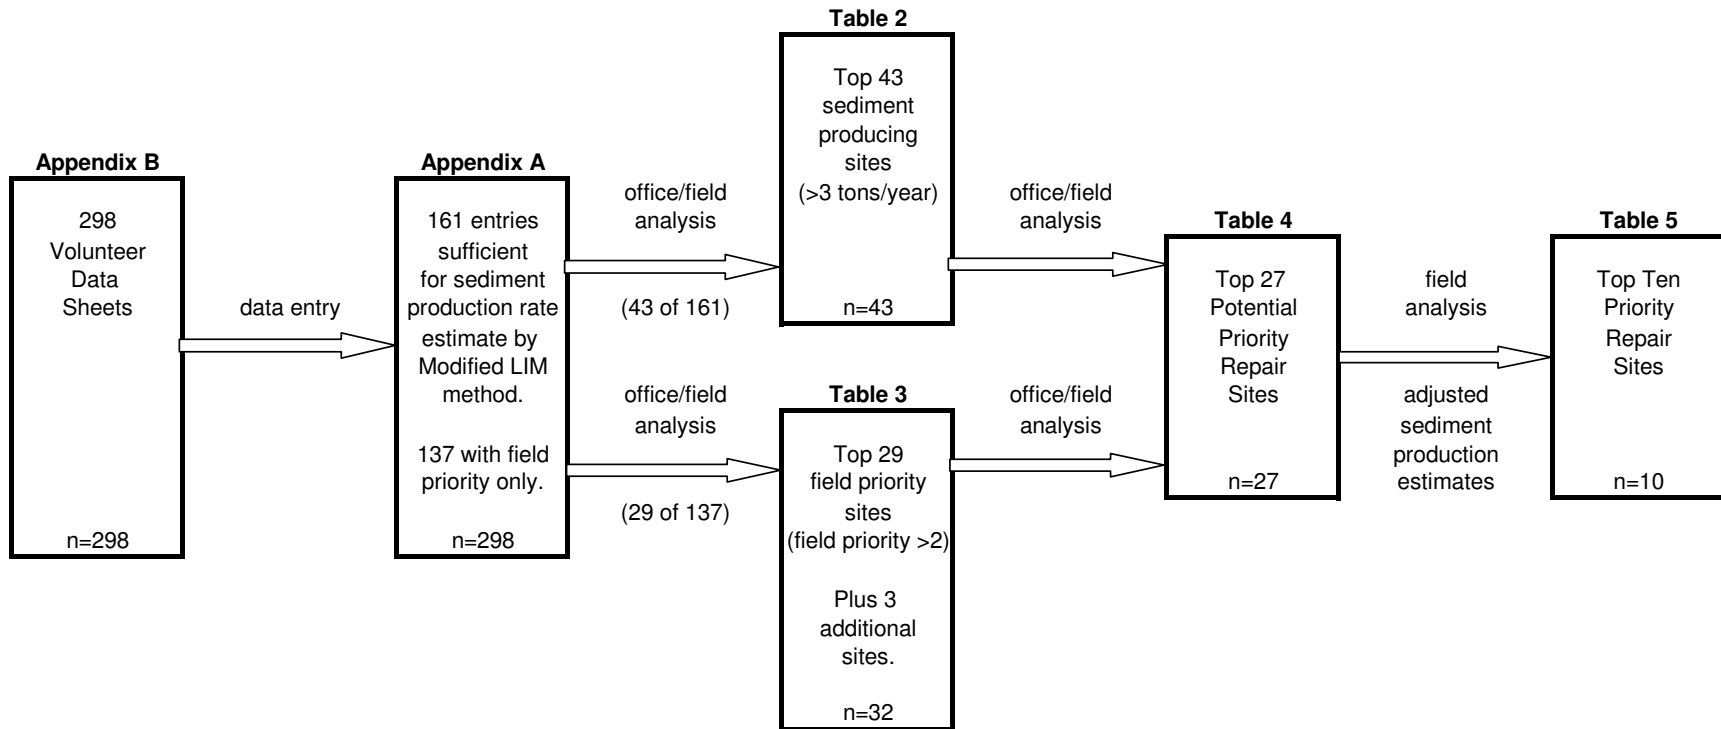 Appendix B
298
Volunteer
Data
Sheets
n=298
data entry
Appendix A
161 entries
sufficient
for sediment
production rate
estimate by
Modified LIM
method.
137 with field
priority only.
n=298
office/field
analysis
(43 of 161)
office/field
analysis
(29 of 137)
Table 2
Top 43
sediment
producing
sites
(>3 tons/year)
n=43
Table 3
Top 29
field priority
sites
(field priority >2)
Plus 3
additional
sites.
n=32
office/field
analysis
office/field
analysis
Table 4
Top 27
Potential
Priority
Repair
Sites
n=27
field
analysis
adjusted
sediment
production
estimates
Table 5
Top Ten
Priority
Repair
Sites
n=10